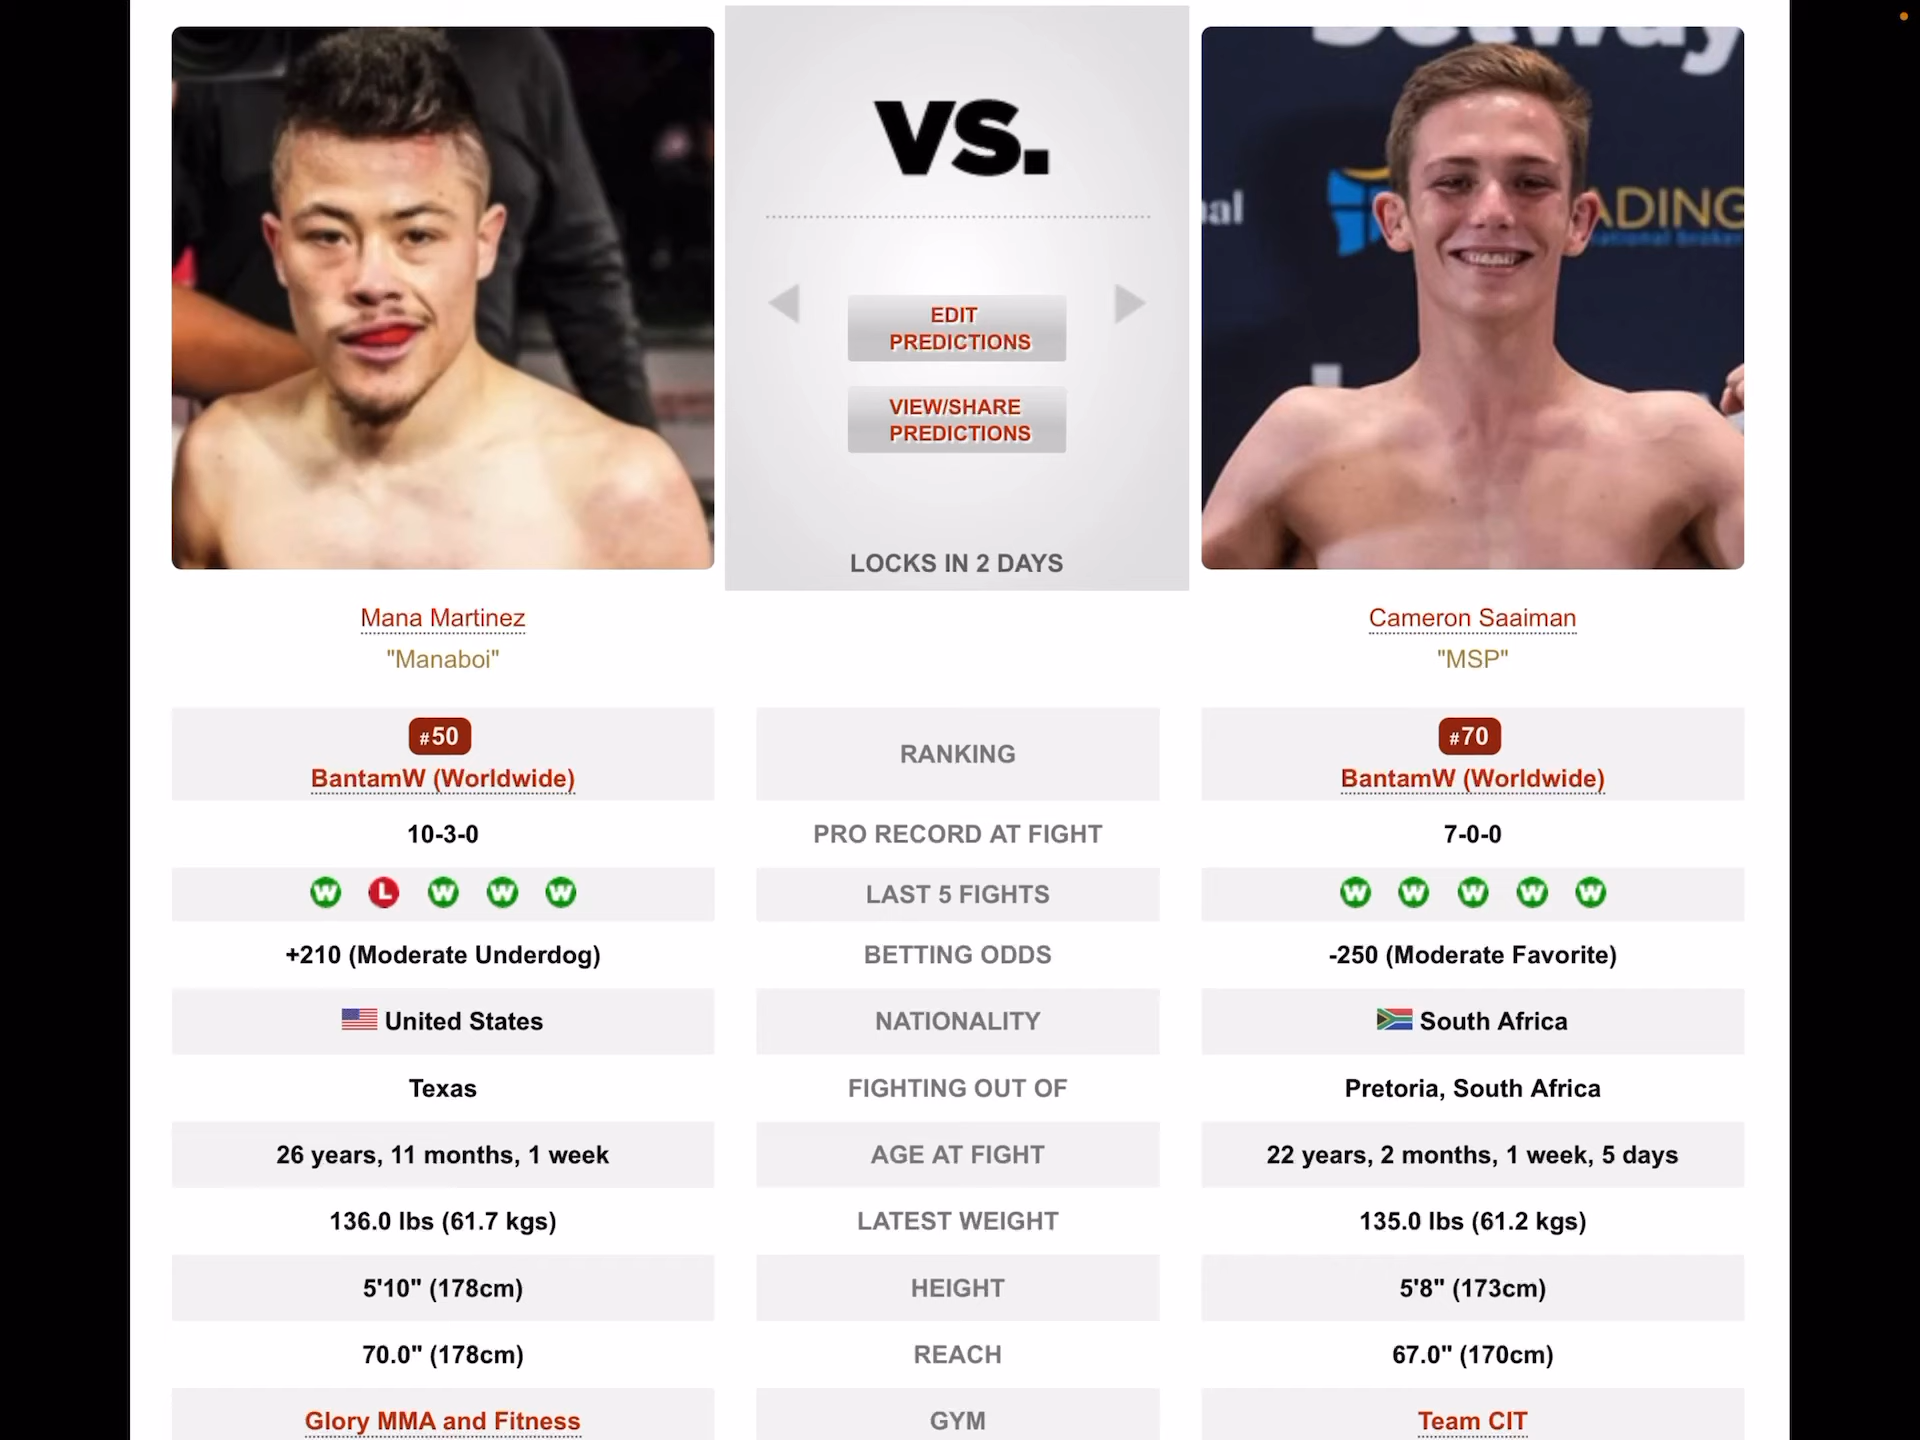 betway
VS.
ADING
EDIT
PREDICTIONS
VIEW/SHARE
PREDICTIONS
LOCKS IN 2 DAYS
Mana Martinez
Cameron Saaiman
"Manaboi"
"MSP"
#50
BantamW (Worldwide)
RANKING
#70
BantamW (Worldwide)
10-3-0
PRO RECORD AT FIGHT
7-0-0
W L W W W
LAST 5 FIGHTS
W W W W W
+210 (Moderate Underdog)
BETTING ODDS
-250 (Moderate Favorite)
United States
NATIONALITY
South Africa
Texas
FIGHTING OUT OF
Pretoria, South Africa
26 years, 11 months, 1 week
AGE AT FIGHT
22 years, 2 months, 1 week, 5 days
136.0 lbs (61.7 kgs)
LATEST WEIGHT
135.0 lbs (61.2 kgs)
5'10" (178cm)
HEIGHT
5'8" (173cm)
70.0" (178cm)
REACH
67.0" (170cm)
Glory MMA and Fitness
GYM
Team CIT